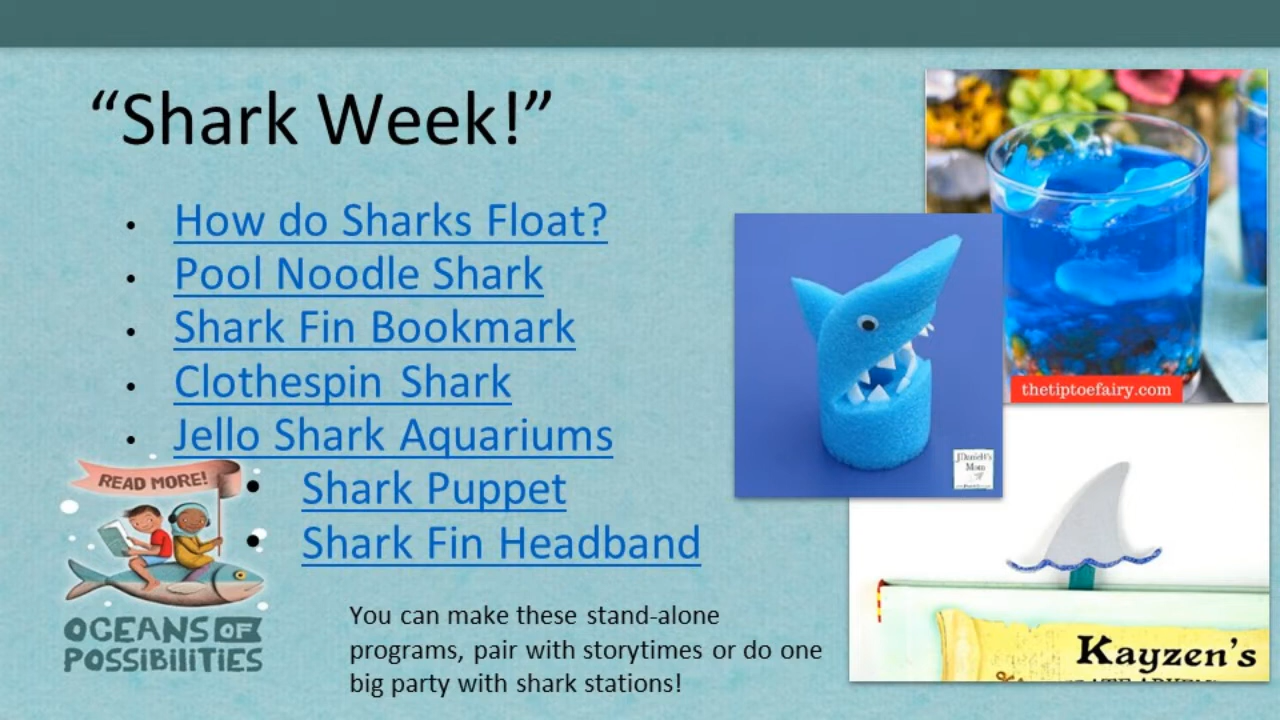 “Shark Week!”
How do Sharks Float?
Pool Noodle Shark
Shark Fin Bookmark
Clothespin Shark
Jello Shark Aquariums
Shark Puppet
Shark Fin Headband
READ MORE!
OCEANS OF
POSSIBILITIES
You can make these stand-alone
programs, pair with storytimes or do one
big party with shark stations!
thetiptoefairy.com
JDaniel4's
Mom
Kayzen's